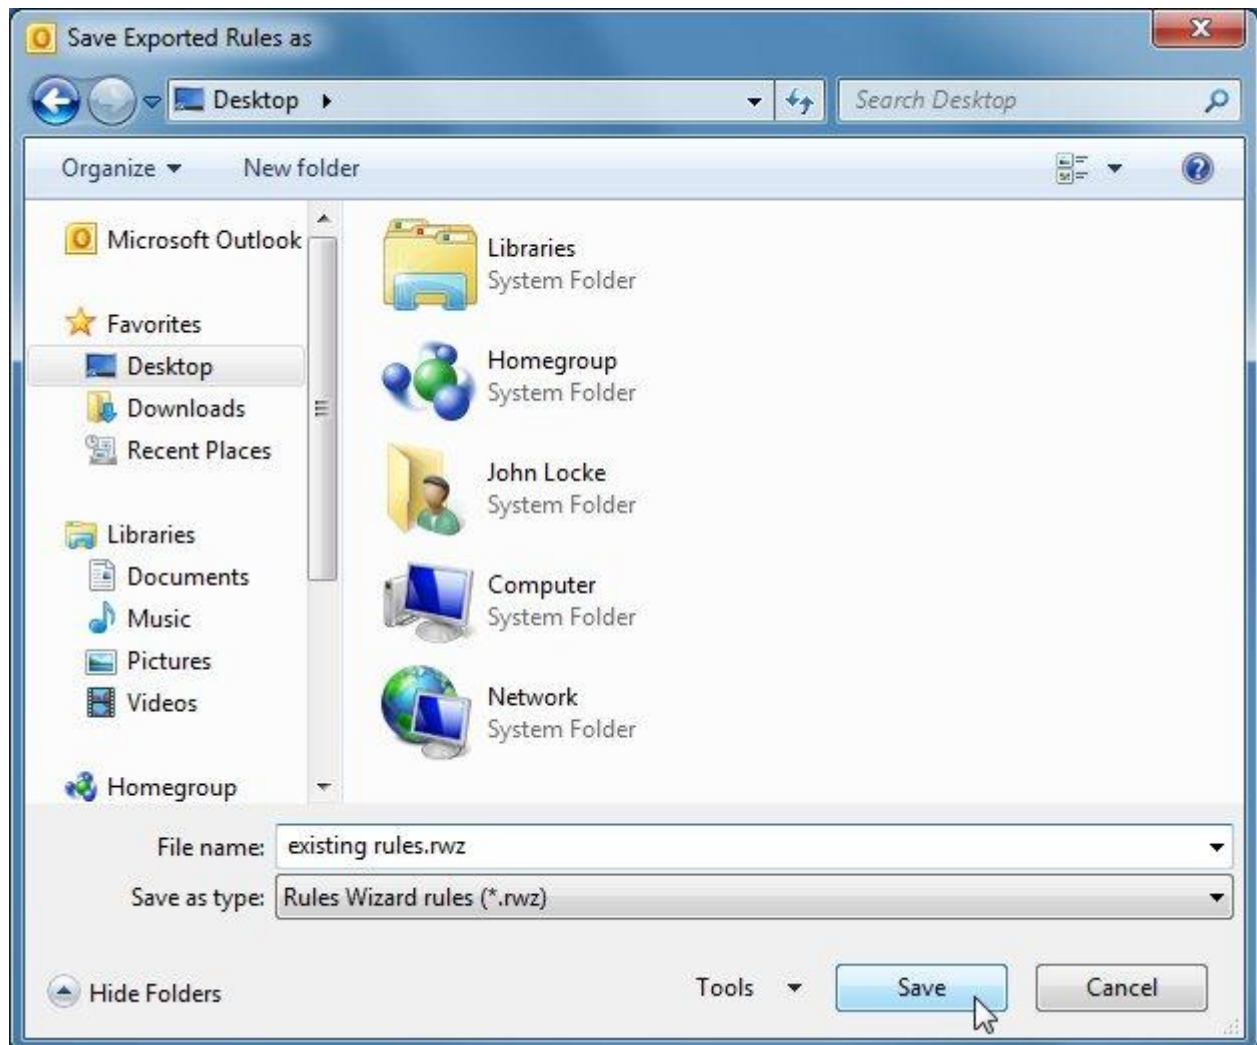 Save Exported Rules as
Desktop
Search Desktop
Organize
New folder
Microsoft Outlook
Favorites
Desktop
Downloads
Recent Places
Libraries
Documents
Music
Pictures
Videos
Homegroup
Libraries
System Folder
Homegroup
System Folder
John Locke
System Folder
Computer
System Folder
Network
System Folder
File name: existing rules.rwz
Save as type: Rules Wizard rules (*.rwz)
Hide Folders
Tools
Save
Cancel